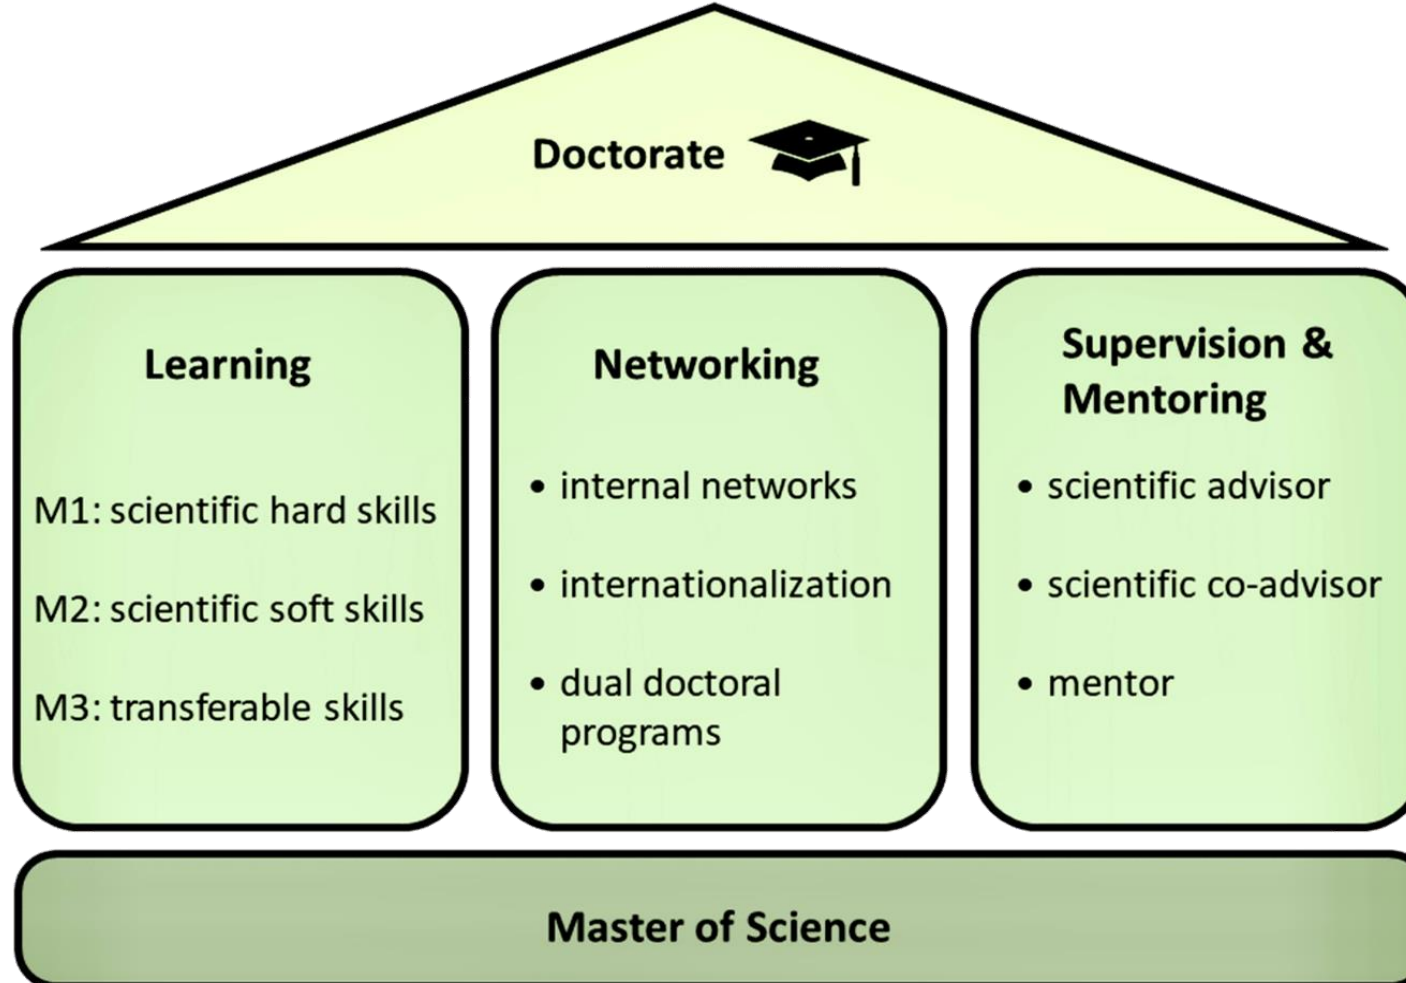 Doctorate
Learning
M1: scientific hard skills
M2: scientific soft skills
M3: transferable skills
Networking
• internal networks
• internationalization
• dual doctoral
programs
Supervision &
Mentoring
• scientific advisor
• scientific co-advisor
• mentor
Master of Science